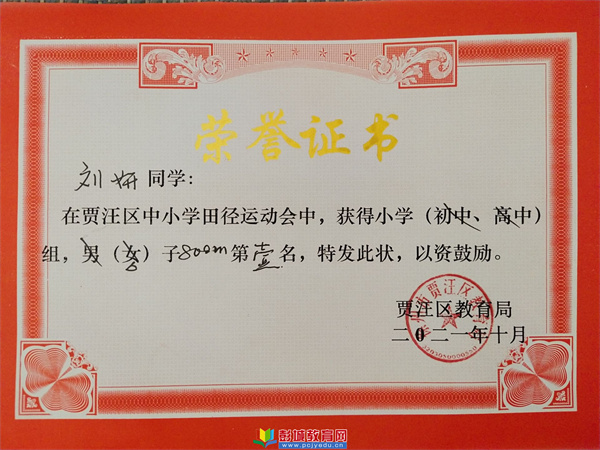 荣誉证书
刘妍同学：
在贾汪区中小学田径运动会中，获得小学（初中、高中）
组，男（女）子800m第壹名，特发此状，以资鼓励。
贾汪区教育局
二〇二一年十月
彭城教育网
www.pcjyedu.cn